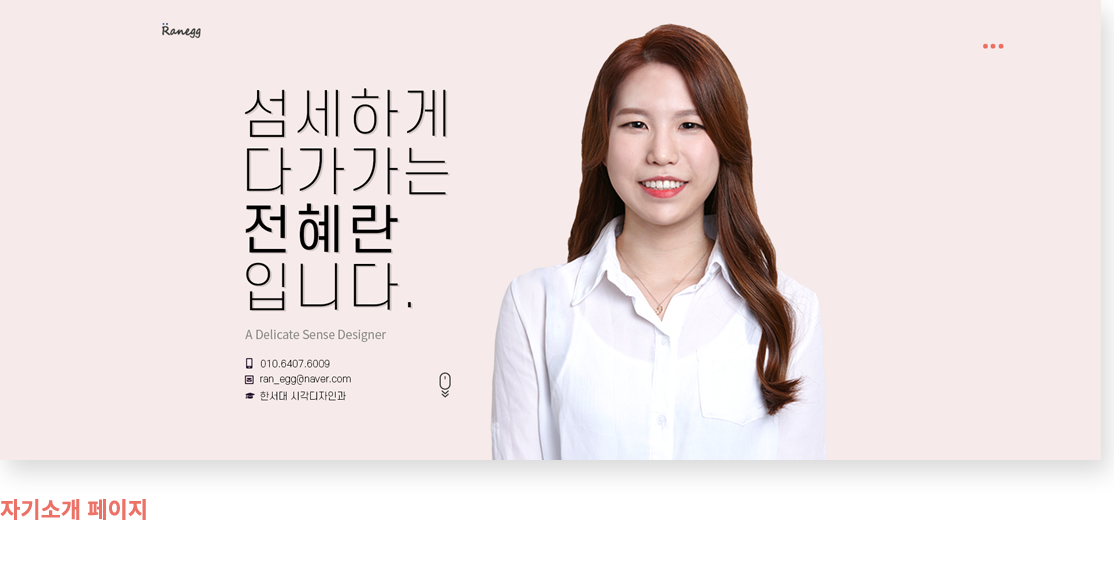 Ranegg
섬세하게
다가가는
전혜란
입니다.
A Delicate Sense Designer
010.6407.6009
ran_egg@naver.com
한서대 시각디자인과
자기소개 페이지